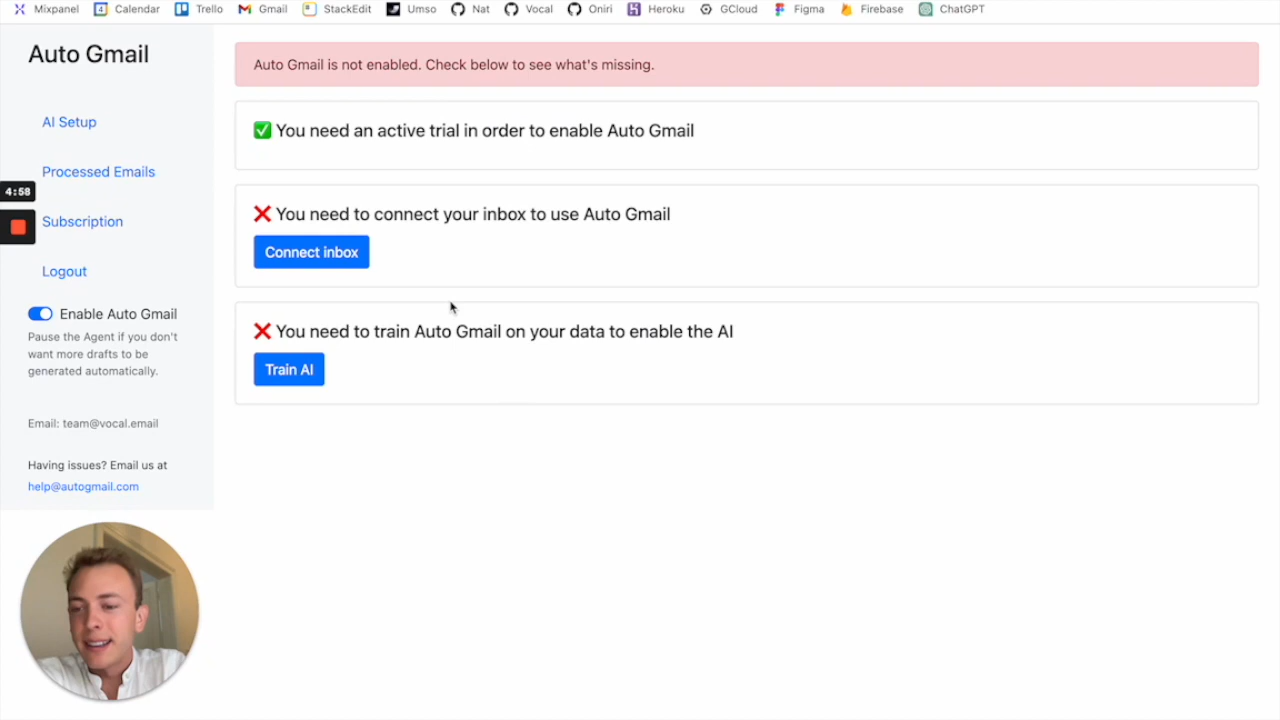 Mixpanel Calendar Trello Gmail StackEdit Umso Nat Vocal Oniri Heroku GCloud Figma Firebase ChatGPT
Auto Gmail
AI Setup
Processed Emails
4:58
Subscription
Logout
Enable Auto Gmail
Pause the Agent if you don't
want more drafts to be
generated automatically.
Email: team@vocal.email
Having issues? Email us at
help@autogmail.com
Auto Gmail is not enabled. Check below to see what's missing.
You need an active trial in order to enable Auto Gmail
You need to connect your inbox to use Auto Gmail
Connect inbox
You need to train Auto Gmail on your data to enable the AI
Train AI